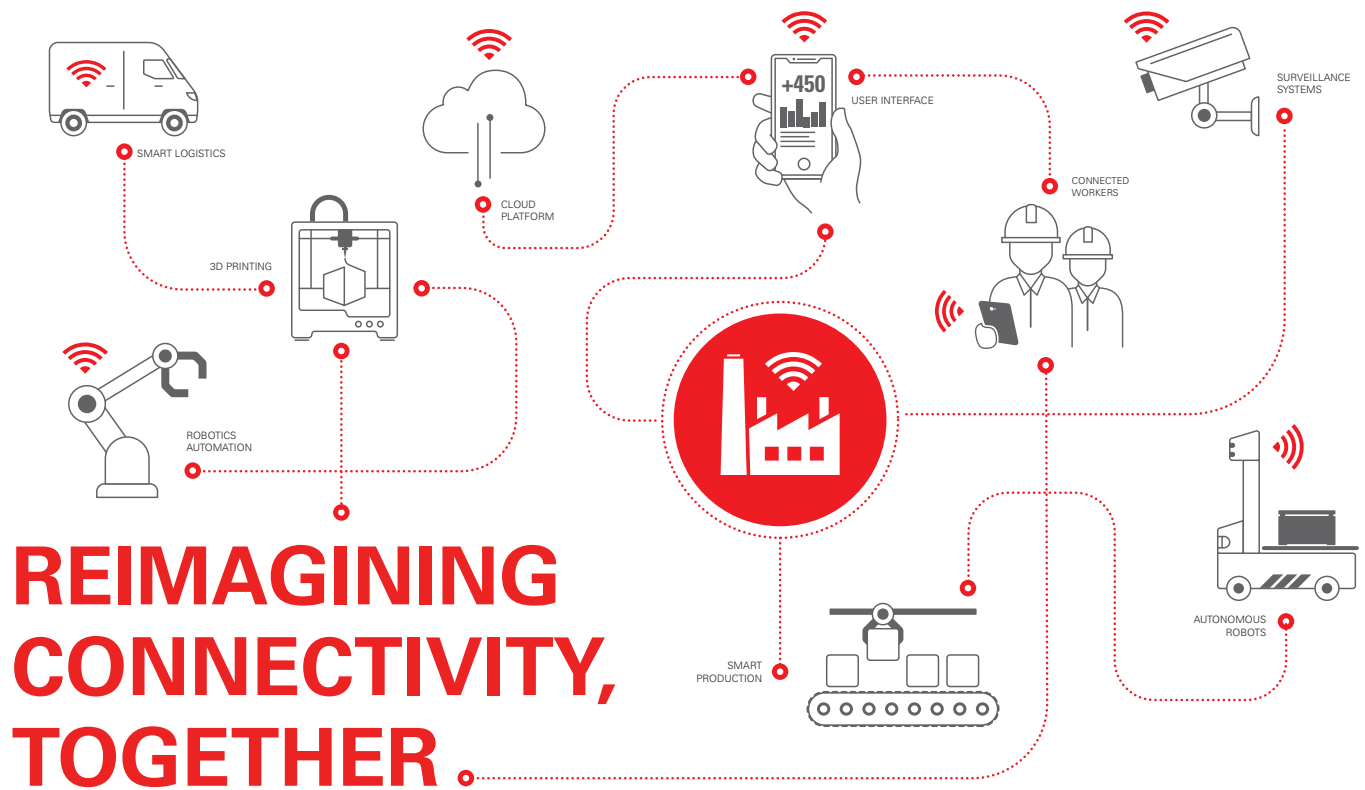 +450
USER INTERFACE
SURVEILLANCE
SYSTEMS
SMART LOGISTICS
CONNECTED
WORKERS
CLOUD
PLATFORM
3D PRINTING
ROBOTICS
AUTOMATION
REIMAGINING
CONNECTIVITY,
TOGETHER
AUTONOMOUS
ROBOTS
SMART
PRODUCTION